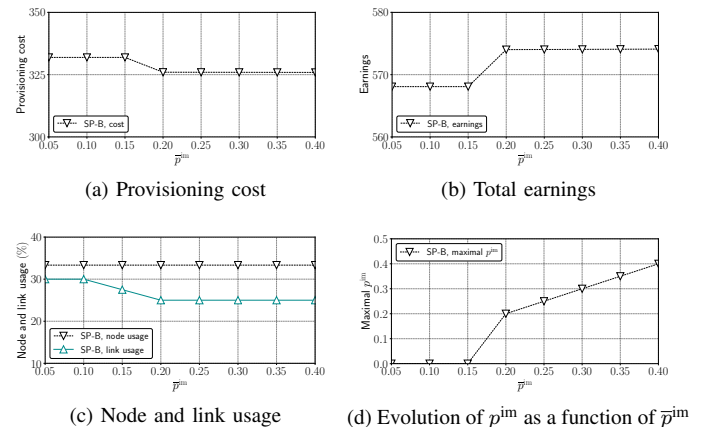 350
325
300
Provisioning cost
SP-B, cost
0.05 0.10 0.15 0.20 0.25 0.30 0.35 0.40
p̅ⁱᵐ
(a) Provisioning cost
580
570
560
Earnings
SP-B, earnings
0.05 0.10 0.15 0.20 0.25 0.30 0.35 0.40
p̅ⁱᵐ
(b) Total earnings
40
30
20
10
Node and link usage (%)
SP-B, node usage
SP-B, link usage
0.05 0.10 0.15 0.20 0.25 0.30 0.35 0.40
p̅ⁱᵐ
(c) Node and link usage
0.5
0.4
0.3
0.2
0.1
0.0
Maximal pⁱᵐ
SP-B, maximal pⁱᵐ
0.05 0.10 0.15 0.20 0.25 0.30 0.35 0.40
p̅ⁱᵐ
(d) Evolution of pⁱᵐ as a function of p̅ⁱᵐ